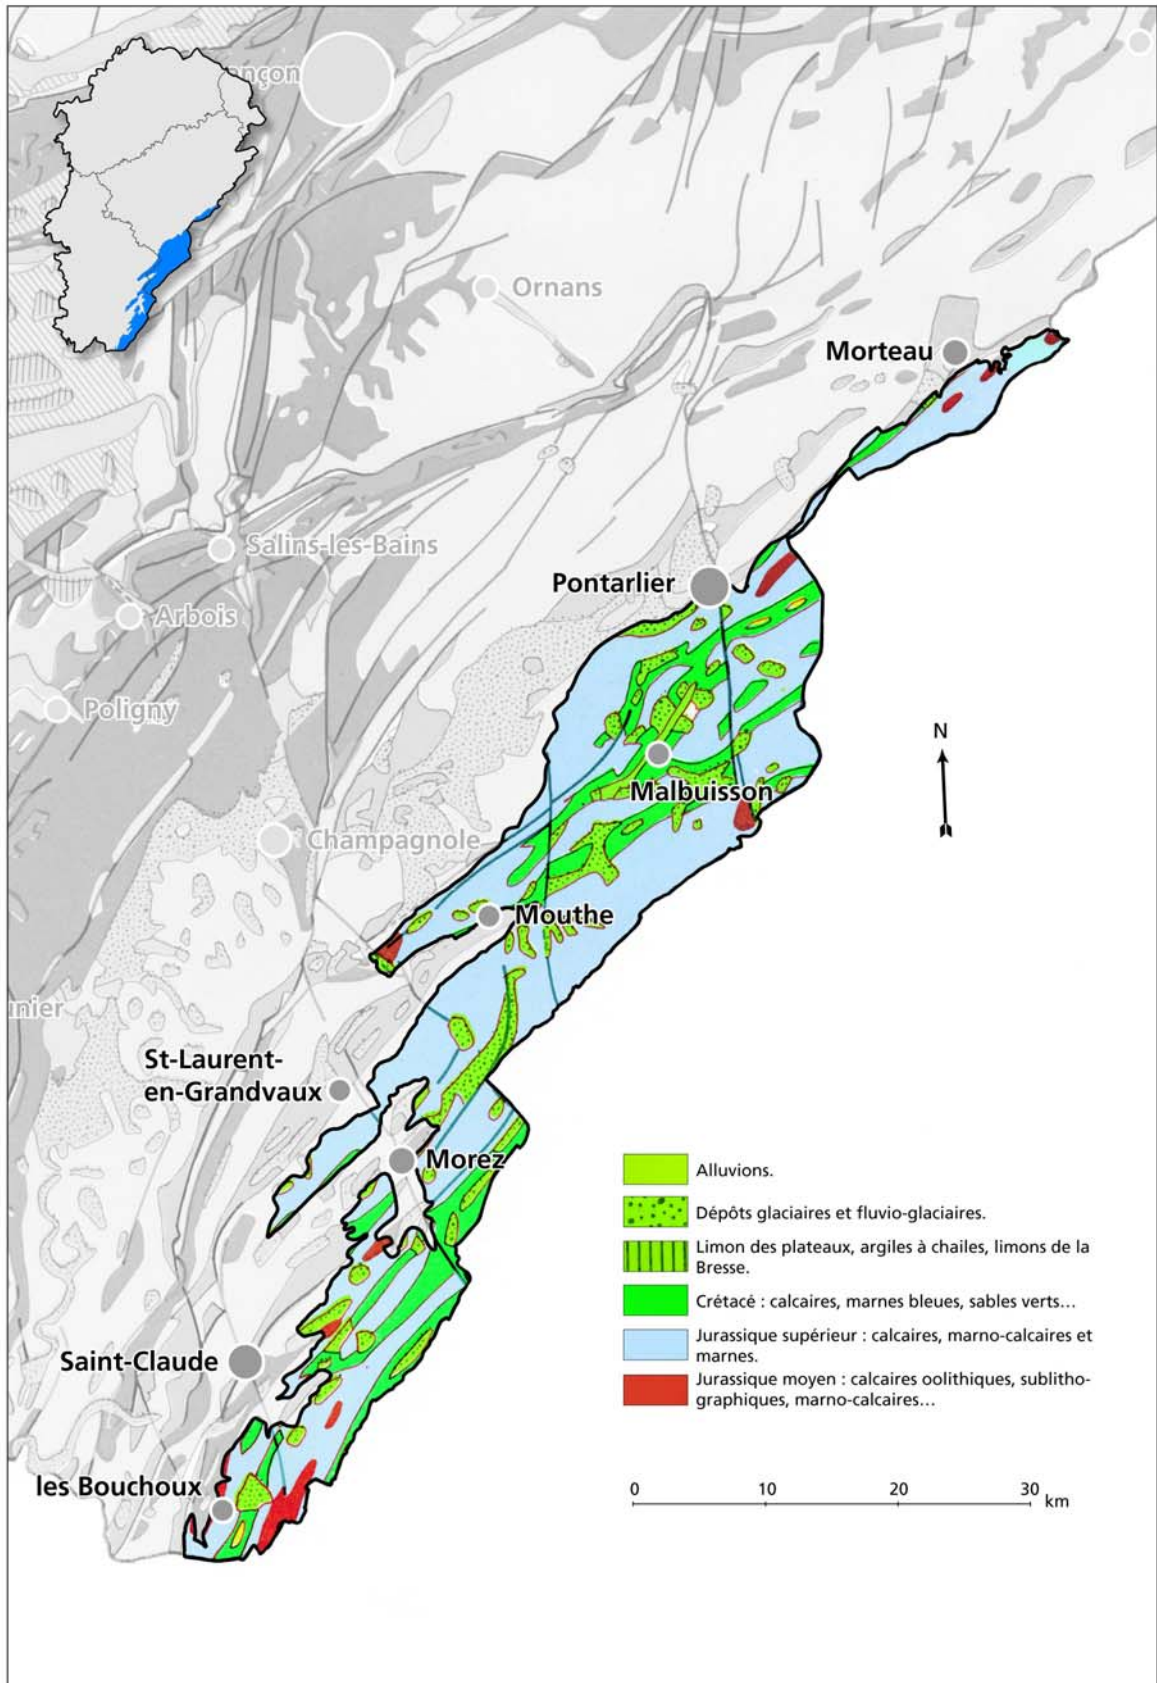 ançon
Ornans
Morteau
Salins-les-Bains
Pontarlier
Arbois
Poligny
N
Malbuisson
Champagnole
Mouthe
unier
St-Laurent-
en-Grandvaux
Morez
Alluvions.
Dépôts glaciaires et fluvio-glaciaires.
Limon des plateaux, argiles à chailes, limons de la
Bresse.
Crétacé : calcaires, marnes bleues, sables verts…
Jurassique supérieur : calcaires, marno-calcaires et
marnes.
Saint-Claude
Jurassique moyen : calcaires oolithiques, sublitho-
graphiques, marno-calcaires…
les Bouchoux
0 10 20 30 km